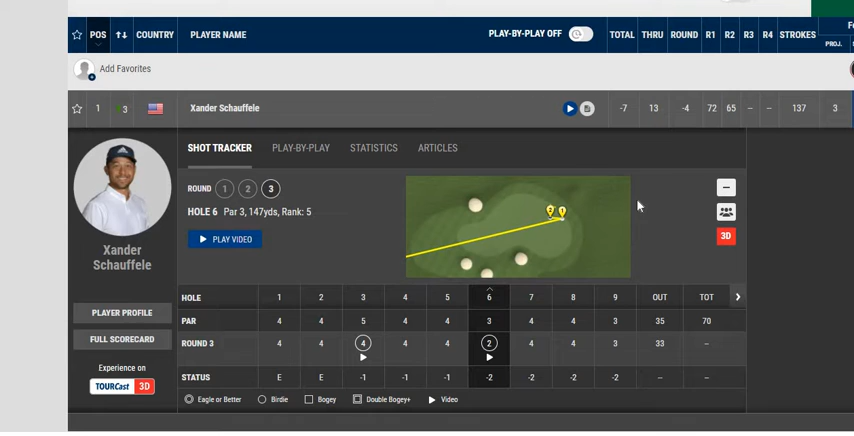 POS COUNTRY PLAYER NAME PLAY-BY-PLAY OFF TOTAL THRU ROUND R1 R2 R3 R4 STROKES
PROJ.
Add Favorites
1 3 Xander Schauffele -7 13 -4 72 65 – – 137 3
SHOT TRACKER PLAY-BY-PLAY STATISTICS ARTICLES
ROUND 1 2 3
HOLE 6 Par 3, 147yds, Rank: 5
PLAY VIDEO
2 1
3D
Xander
Schauffele
PLAYER PROFILE
FULL SCORECARD
Experience on
TOURCast 3D
HOLE 1 2 3 4 5 6 7 8 9 OUT TOT
PAR 4 4 5 4 4 3 4 4 3 35 70
ROUND 3 4 4 4 4 4 2 4 4 3 33 –
STATUS E E -1 -1 -1 -2 -2 -2 -2 – –
Eagle or Better Birdie Bogey Double Bogey+ Video